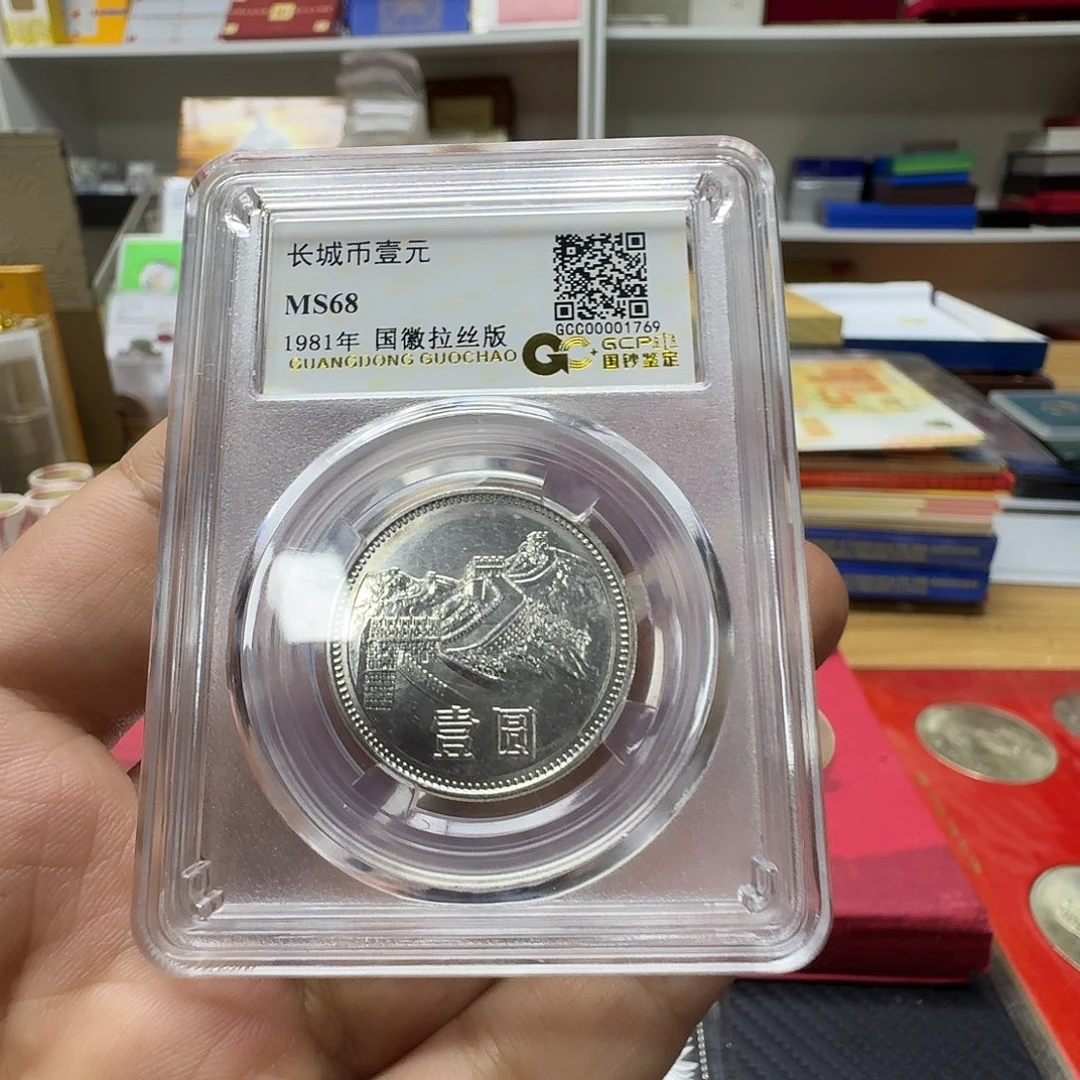 长城币壹元
MS68
GCC00001769
1981年 国徽拉丝版
GUANGDONG GUOCHAO
国钞鉴定
壹圆